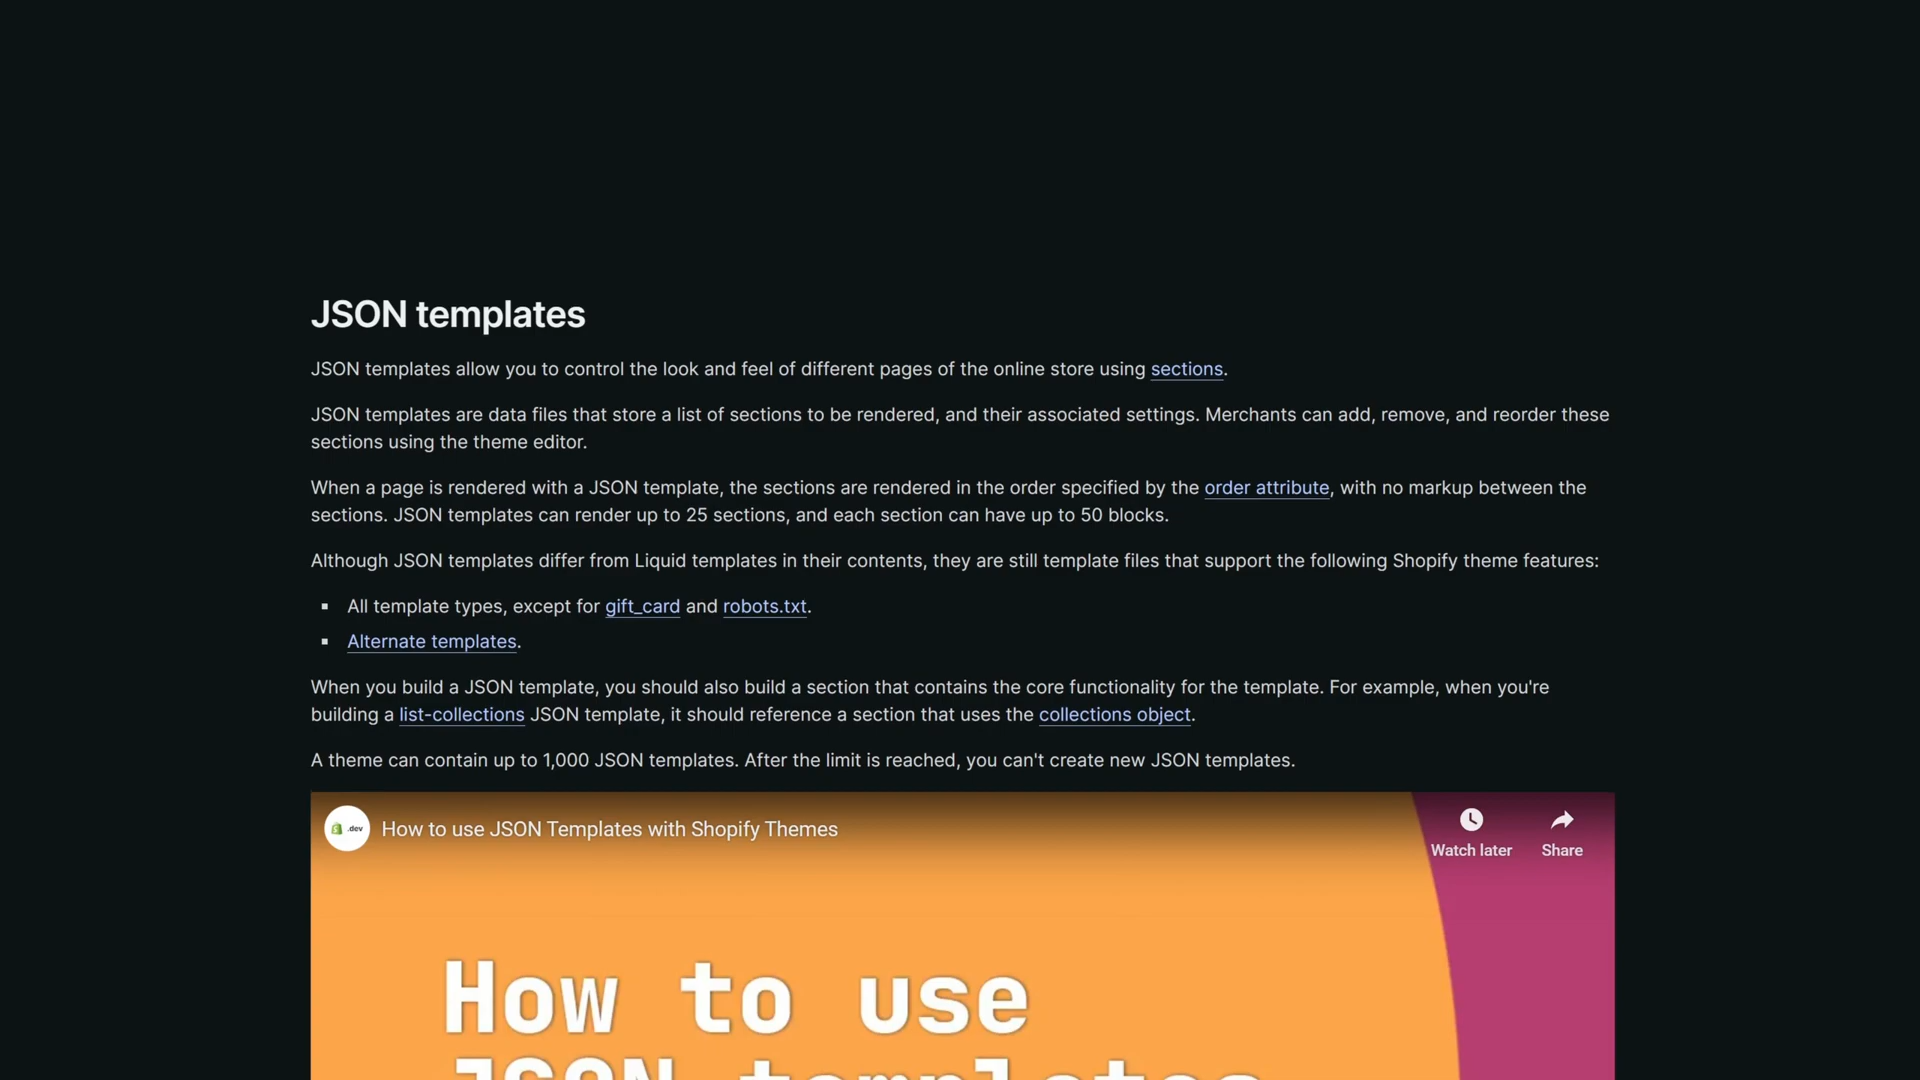 JSON templates
JSON templates allow you to control the look and feel of different pages of the online store using sections.
JSON templates are data files that store a list of sections to be rendered, and their associated settings. Merchants can add, remove, and reorder these
sections using the theme editor.
When a page is rendered with a JSON template, the sections are rendered in the order specified by the order attribute, with no markup between the
sections. JSON templates can render up to 25 sections, and each section can have up to 50 blocks.
Although JSON templates differ from Liquid templates in their contents, they are still template files that support the following Shopify theme features:
▪ All template types, except for gift_card and robots.txt.
▪ Alternate templates.
When you build a JSON template, you should also build a section that contains the core functionality for the template. For example, when you're
building a list-collections JSON template, it should reference a section that uses the collections object.
A theme can contain up to 1,000 JSON templates. After the limit is reached, you can't create new JSON templates.
.dev How to use JSON Templates with Shopify Themes
Watch later Share
How to use
JSON templates